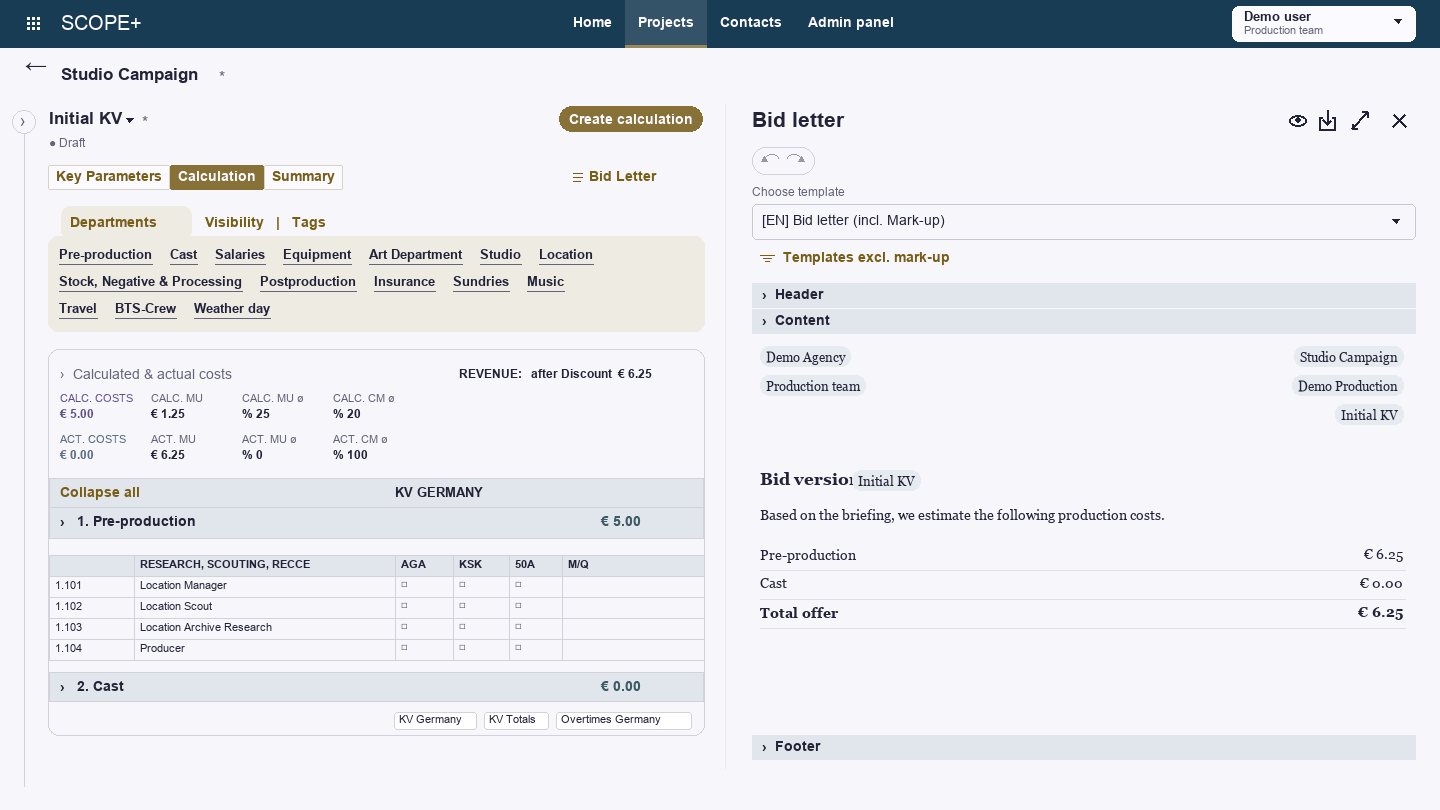 SCOPE+ Home Projects Contacts Admin panel Demo user
Production team
Studio Campaign *
Initial KV *
● Draft
Create calculation
Key Parameters Calculation Summary Bid Letter
Departments Visibility | Tags
Pre-production Cast Salaries Equipment Art Department Studio Location
Stock, Negative & Processing Postproduction Insurance Sundries Music
Travel BTS-Crew Weather day
› Calculated & actual costs REVENUE: after Discount € 6.25
CALC. COSTS CALC. MU CALC. MU ø CALC. CM ø
€ 5.00 € 1.25 % 25 % 20
ACT. COSTS ACT. MU ACT. MU ø ACT. CM ø
€ 0.00 € 6.25 % 0 % 100
Collapse all KV GERMANY
› 1. Pre-production € 5.00
RESEARCH, SCOUTING, RECCE AGA KSK 50A M/Q
1.101 Location Manager
1.102 Location Scout
1.103 Location Archive Research
1.104 Producer
› 2. Cast € 0.00
KV Germany KV Totals Overtimes Germany
Bid letter
Choose template
[EN] Bid letter (incl. Mark-up)
Templates excl. mark-up
› Header
› Content
Demo Agency Studio Campaign
Production team Demo Production
Initial KV
Bid version Initial KV
Based on the briefing, we estimate the following production costs.
Pre-production € 6.25
Cast € 0.00
Total offer € 6.25
› Footer